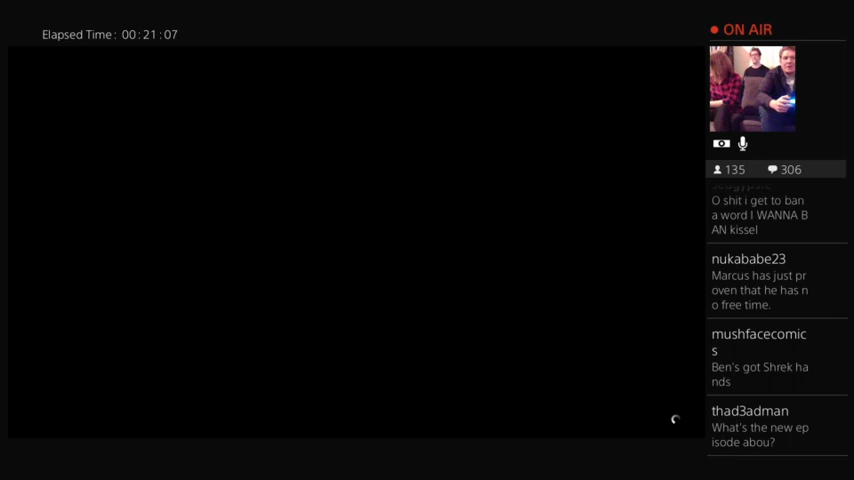 Elapsed Time: 00:21:07
ON AIR
135 306
O shit i get to ban
a word I WANNA B
AN kissel
nukababe23
Marcus has just pr
oven that he has n
o free time.
mushfacecomic
s
Ben's got Shrek ha
nds
thad3adman
What's the new ep
isode abou?